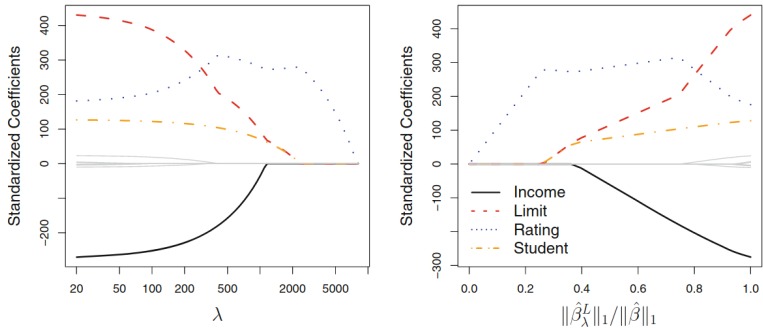 Standardized Coefficients
400
300
200
100
0
−200
20 50 100 200 500 2000 5000
λ
Standardized Coefficients
400
300
200
100
0
−100
−300
Income
Limit
Rating
Student
0.0 0.2 0.4 0.6 0.8 1.0
‖β̂λL‖1/‖β̂‖1